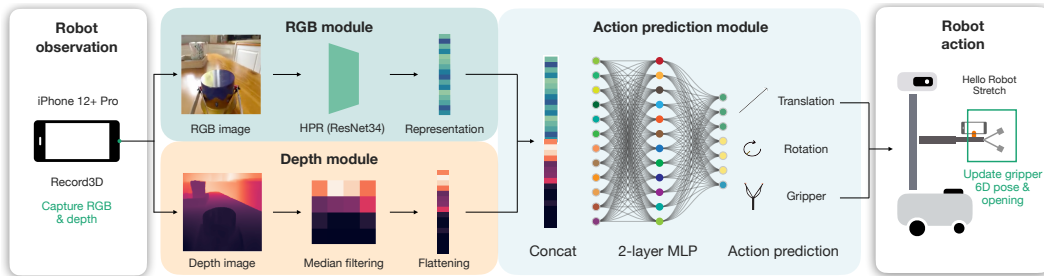 Robot
observation
iPhone 12+ Pro
Record3D
Capture RGB
& depth
RGB module
RGB image
HPR (ResNet34)
Representation
Depth module
Depth image
Median filtering
Flattening
Action prediction module
Concat
2-layer MLP
Action prediction
Translation
Rotation
Gripper
Robot
action
Hello Robot
Stretch
Update gripper
6D pose &
opening